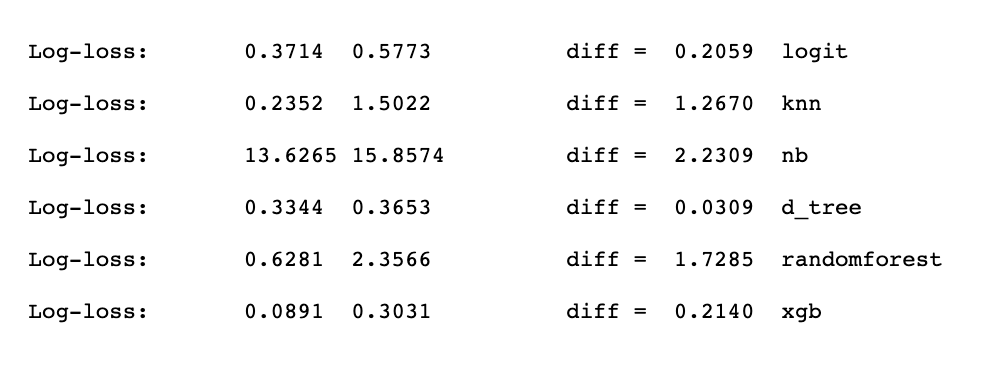 Log-loss: 0.3714 0.5773 diff = 0.2059 logit
Log-loss: 0.2352 1.5022 diff = 1.2670 knn
Log-loss: 13.6265 15.8574 diff = 2.2309 nb
Log-loss: 0.3344 0.3653 diff = 0.0309 d_tree
Log-loss: 0.6281 2.3566 diff = 1.7285 randomforest
Log-loss: 0.0891 0.3031 diff = 0.2140 xgb